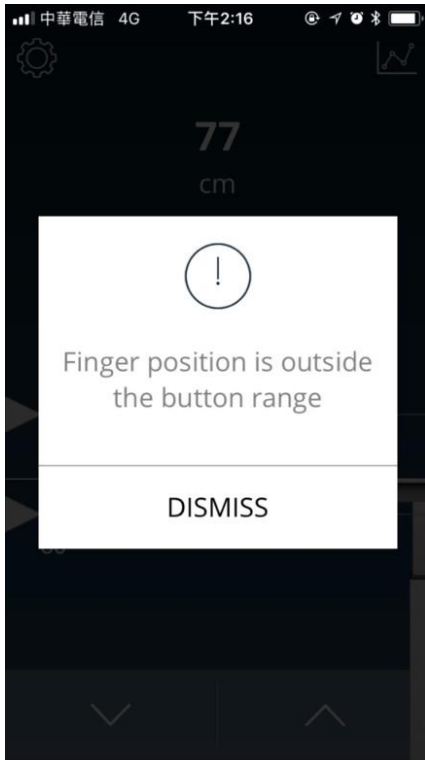 中華電信 4G 下午2:16
77
cm
Finger position is outside
the button range
DISMISS